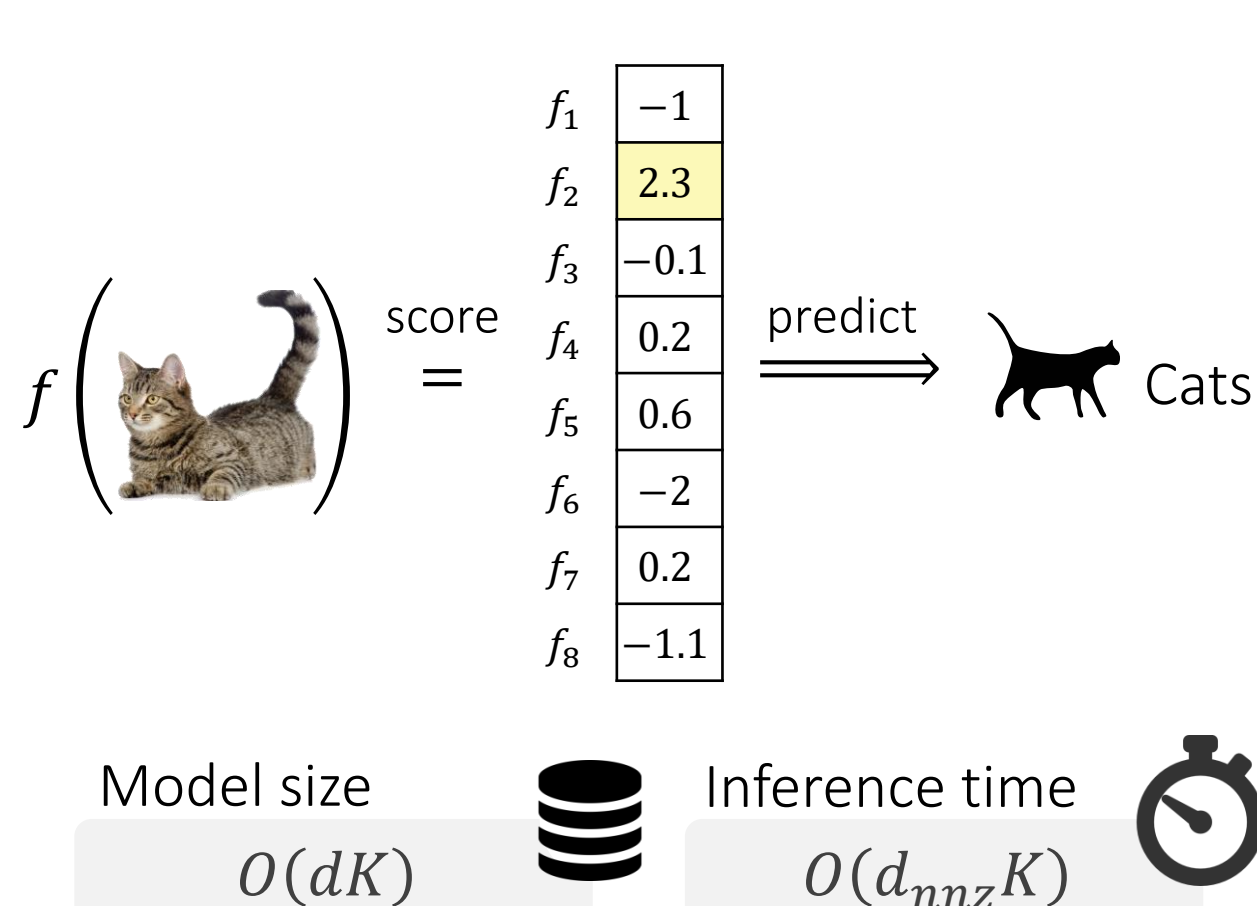 f₁ −1
f₂ 2.3
f₃ −0.1
f₄ 0.2
f₅ 0.6
f₆ −2
f₇ 0.2
f₈ −1.1
f ( ) score = predict ⟹ Cats
Model size
O(dK)
Inference time
O(dₙₙz K)